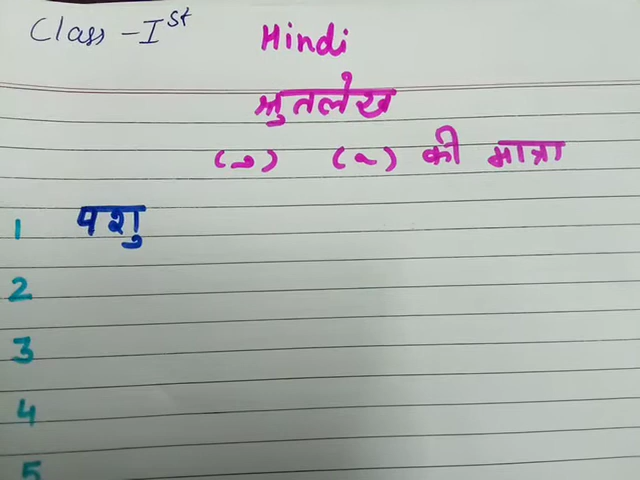 Class - Ist
Hindi
श्रुतलेख
(ु) (ू) की मात्रा
1 पशु
2
3
4
5